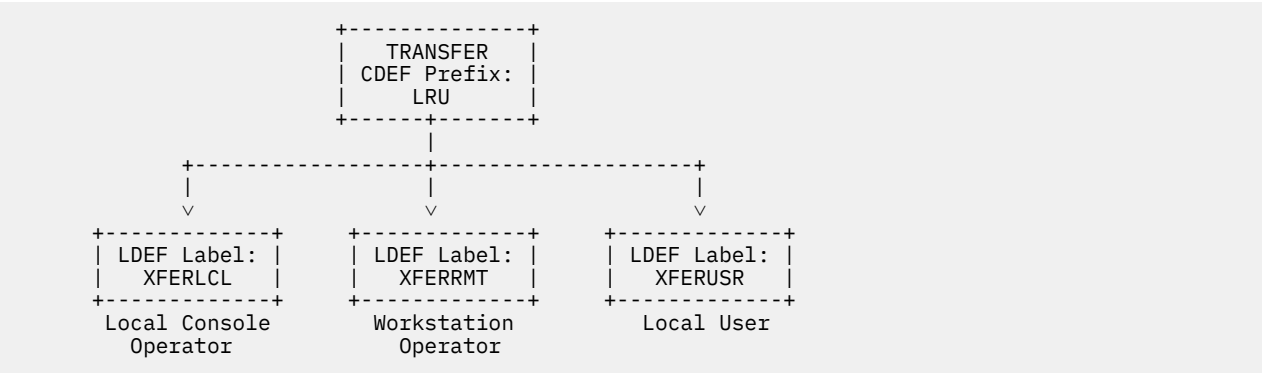 TRANSFER
CDEF Prefix:
LRU
LDEF Label: LDEF Label: LDEF Label:
XFERLCL XFERRMT XFERUSR
Local Console Workstation Local User
Operator Operator